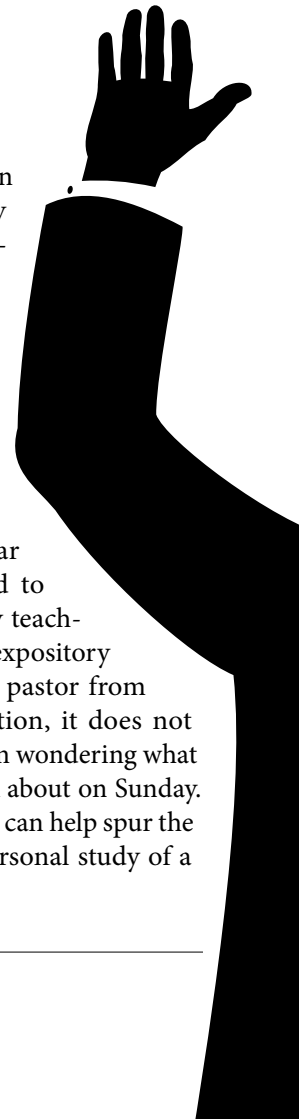 n
y
-
ar
d to
y teach-
expository
pastor from
tion, it does not
n wondering what
about on Sunday.
can help spur the
rsonal study of a